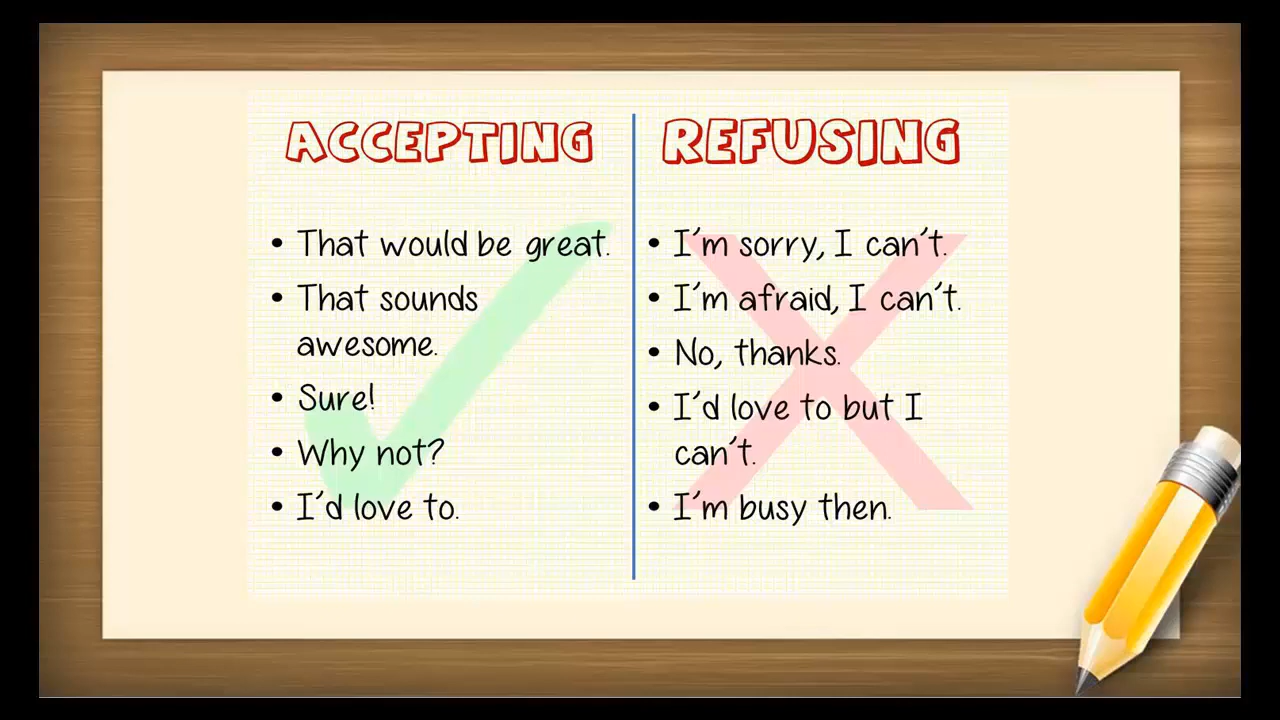 ACCEPTING
• That would be great.
• That sounds
awesome.
• Sure!
• Why not?
• I'd love to.
REFUSING
• I'm sorry, I can't.
• I'm afraid, I can't.
• No, thanks.
• I'd love to but I
can't.
• I'm busy then.